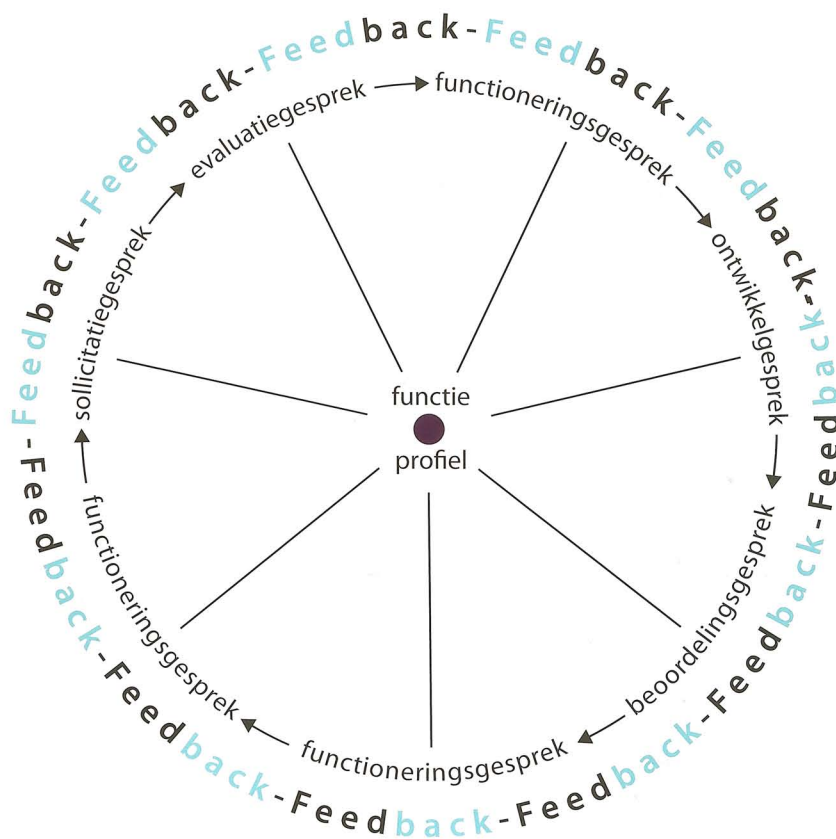 Feedback-Feedback-Feedback-Feedback-Feedback-
-Feedback-Feedback-Feedback-Feedback-Feedback-Feedback
evaluatiegesprek
functioneringsgesprek
ontwikkelgesprek
beoordelingsgesprek
functioneringsgesprek
functioneringsgesprek
sollicitatiegesprek
functie
profiel